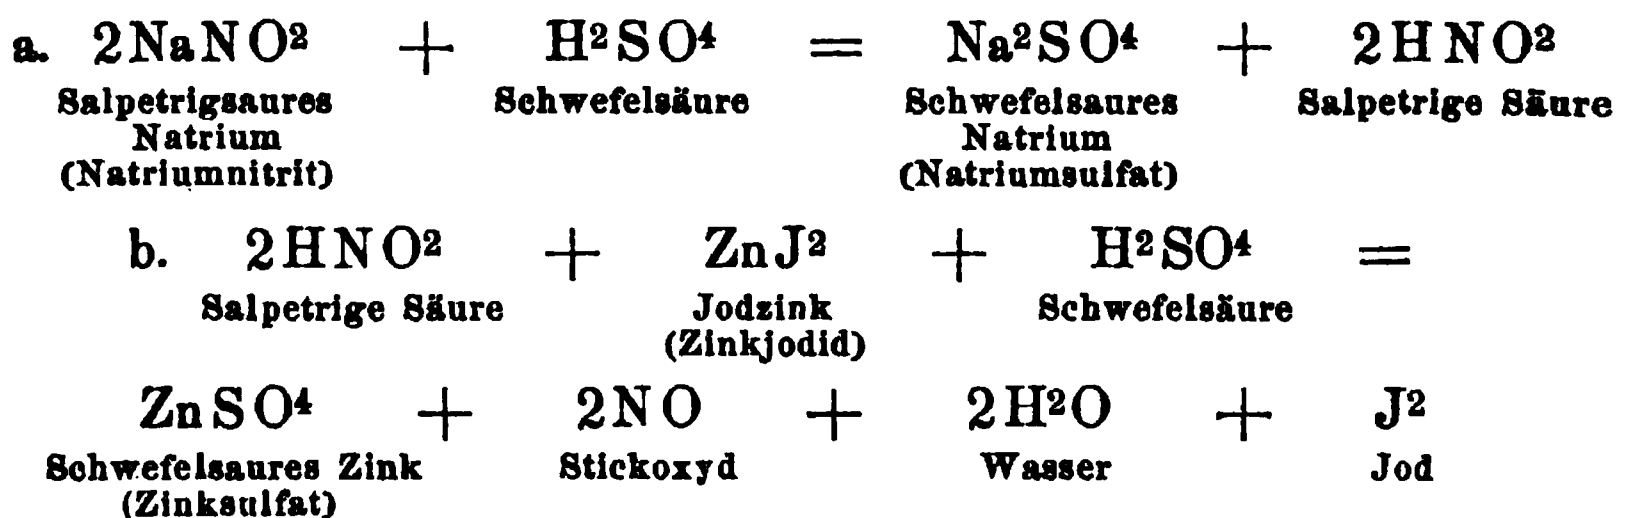 a. 2NaNO² + H²SO⁴ = Na²SO⁴ + 2HNO²
Salpetrigsaures Schwefelsäure Schwefelsaures Salpetrige Säure
Natrium Natrium
(Natriumnitrit) (Natriumsulfat)
b. 2HNO² + ZnJ² + H²SO⁴ =
Salpetrige Säure Jodzink Schwefelsäure
(Zinkjodid)
ZnSO⁴ + 2NO + 2H²O + J²
Schwefelsaures Zink Stickoxyd Wasser Jod
(Zinksulfat)